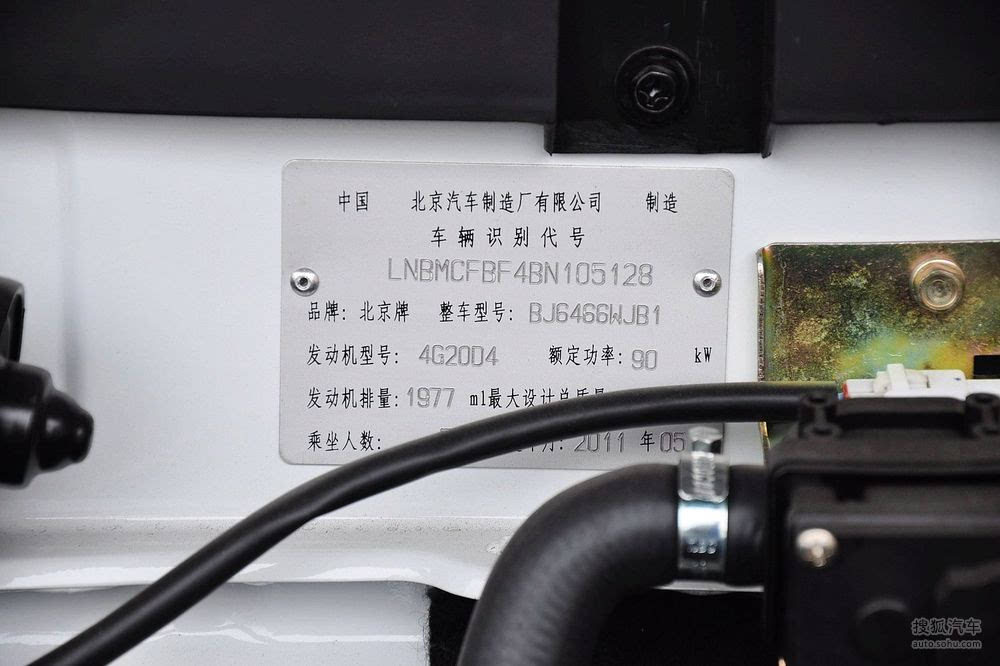 中国 北京汽车制造厂有限公司 制造
车辆识别代号
LNBMCFBF4BN105128
品牌: 北京牌 整车型号: BJ6466WJB1
发动机型号: 4G20D4 额定功率: 90 kW
发动机排量: 1977 ml最大设计总质量
乘坐人数: 月: 2011 年 05
搜狐汽车
auto.sohu.com